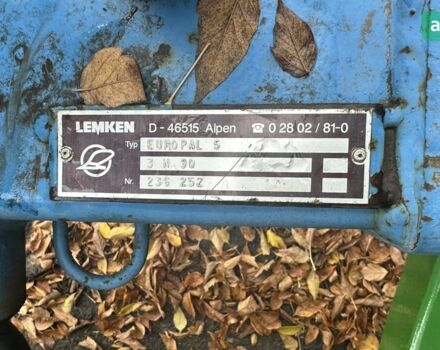 LEMKEN D - 46515 Alpen ☎ 0 28 02 / 81-0
Typ EUROPAL 5
3 N 90
Nr. 236 252
a